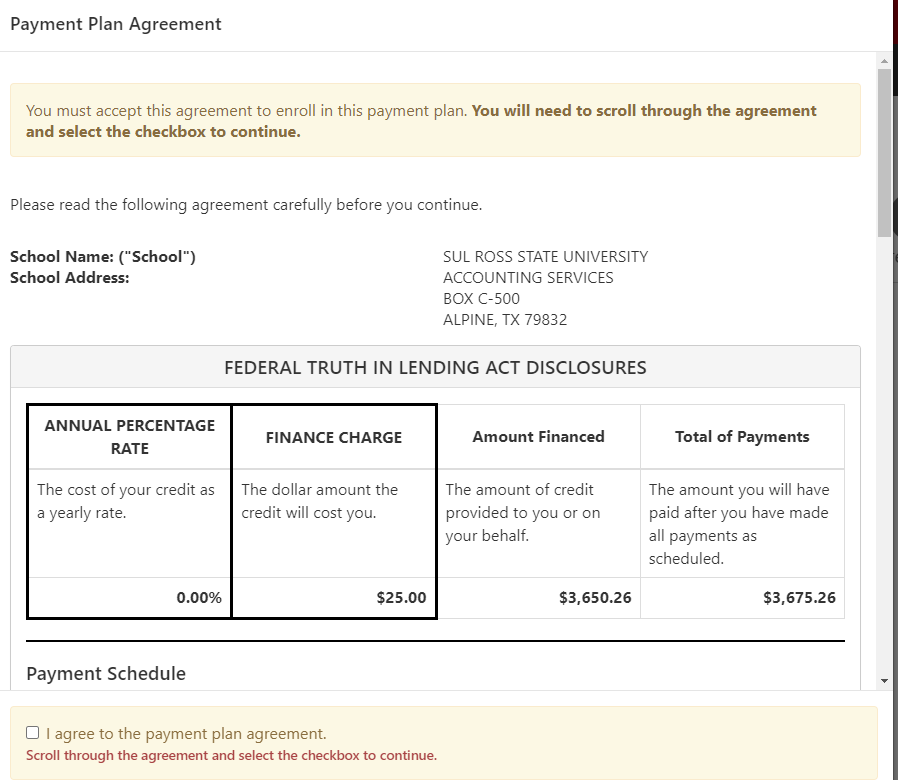 Payment Plan Agreement
You must accept this agreement to enroll in this payment plan. You will need to scroll through the agreement
and select the checkbox to continue.
Please read the following agreement carefully before you continue.
School Name: ("School")
SUL ROSS STATE UNIVERSITY
School Address:
ACCOUNTING SERVICES
BOX C-500
ALPINE, TX 79832
FEDERAL TRUTH IN LENDING ACT DISCLOSURES
ANNUAL PERCENTAGE
RATE
FINANCE CHARGE
Amount Financed
Total of Payments
The cost of your credit as
a yearly rate.
The dollar amount the
credit will cost you.
The amount of credit
provided to you or on
your behalf.
The amount you will have
paid after you have made
all payments as
scheduled.
0.00%
$25.00
$3,650.26
$3,675.26
Payment Schedule
I agree to the payment plan agreement.
Scroll through the agreement and select the checkbox to continue.